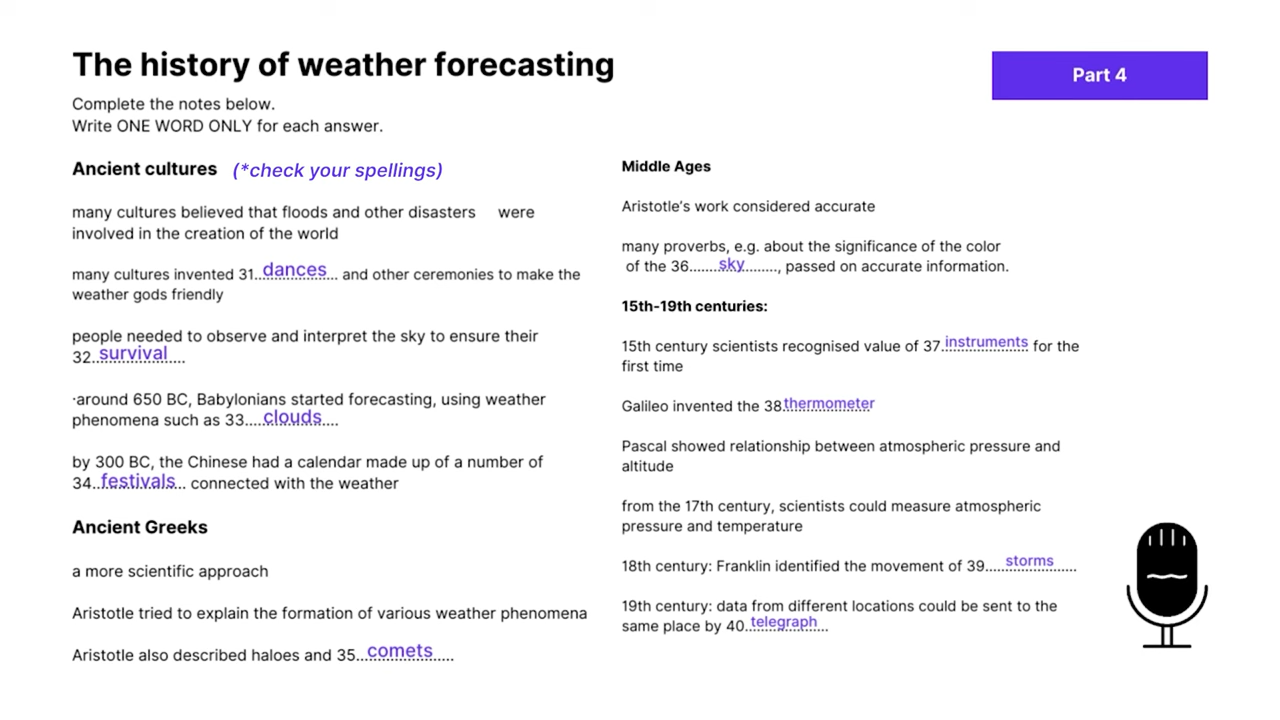 The history of weather forecasting
Part 4
Complete the notes below.
Write ONE WORD ONLY for each answer.
Ancient cultures (*check your spellings)
many cultures believed that floods and other disasters were
involved in the creation of the world
many cultures invented 31..dances... and other ceremonies to make the
weather gods friendly
people needed to observe and interpret the sky to ensure their
32..survival....
·around 650 BC, Babylonians started forecasting, using weather
phenomena such as 33....clouds....
by 300 BC, the Chinese had a calendar made up of a number of
34..festivals... connected with the weather
Ancient Greeks
a more scientific approach
Aristotle tried to explain the formation of various weather phenomena
Aristotle also described haloes and 35...comets.....
Middle Ages
Aristotle's work considered accurate
many proverbs, e.g. about the significance of the color
of the 36.......sky........, passed on accurate information.
15th-19th centuries:
15th century scientists recognised value of 37.instruments for the
first time
Galileo invented the 38.thermometer
Pascal showed relationship between atmospheric pressure and
altitude
from the 17th century, scientists could measure atmospheric
pressure and temperature
18th century: Franklin identified the movement of 39.....storms.....
19th century: data from different locations could be sent to the
same place by 40..telegraph...